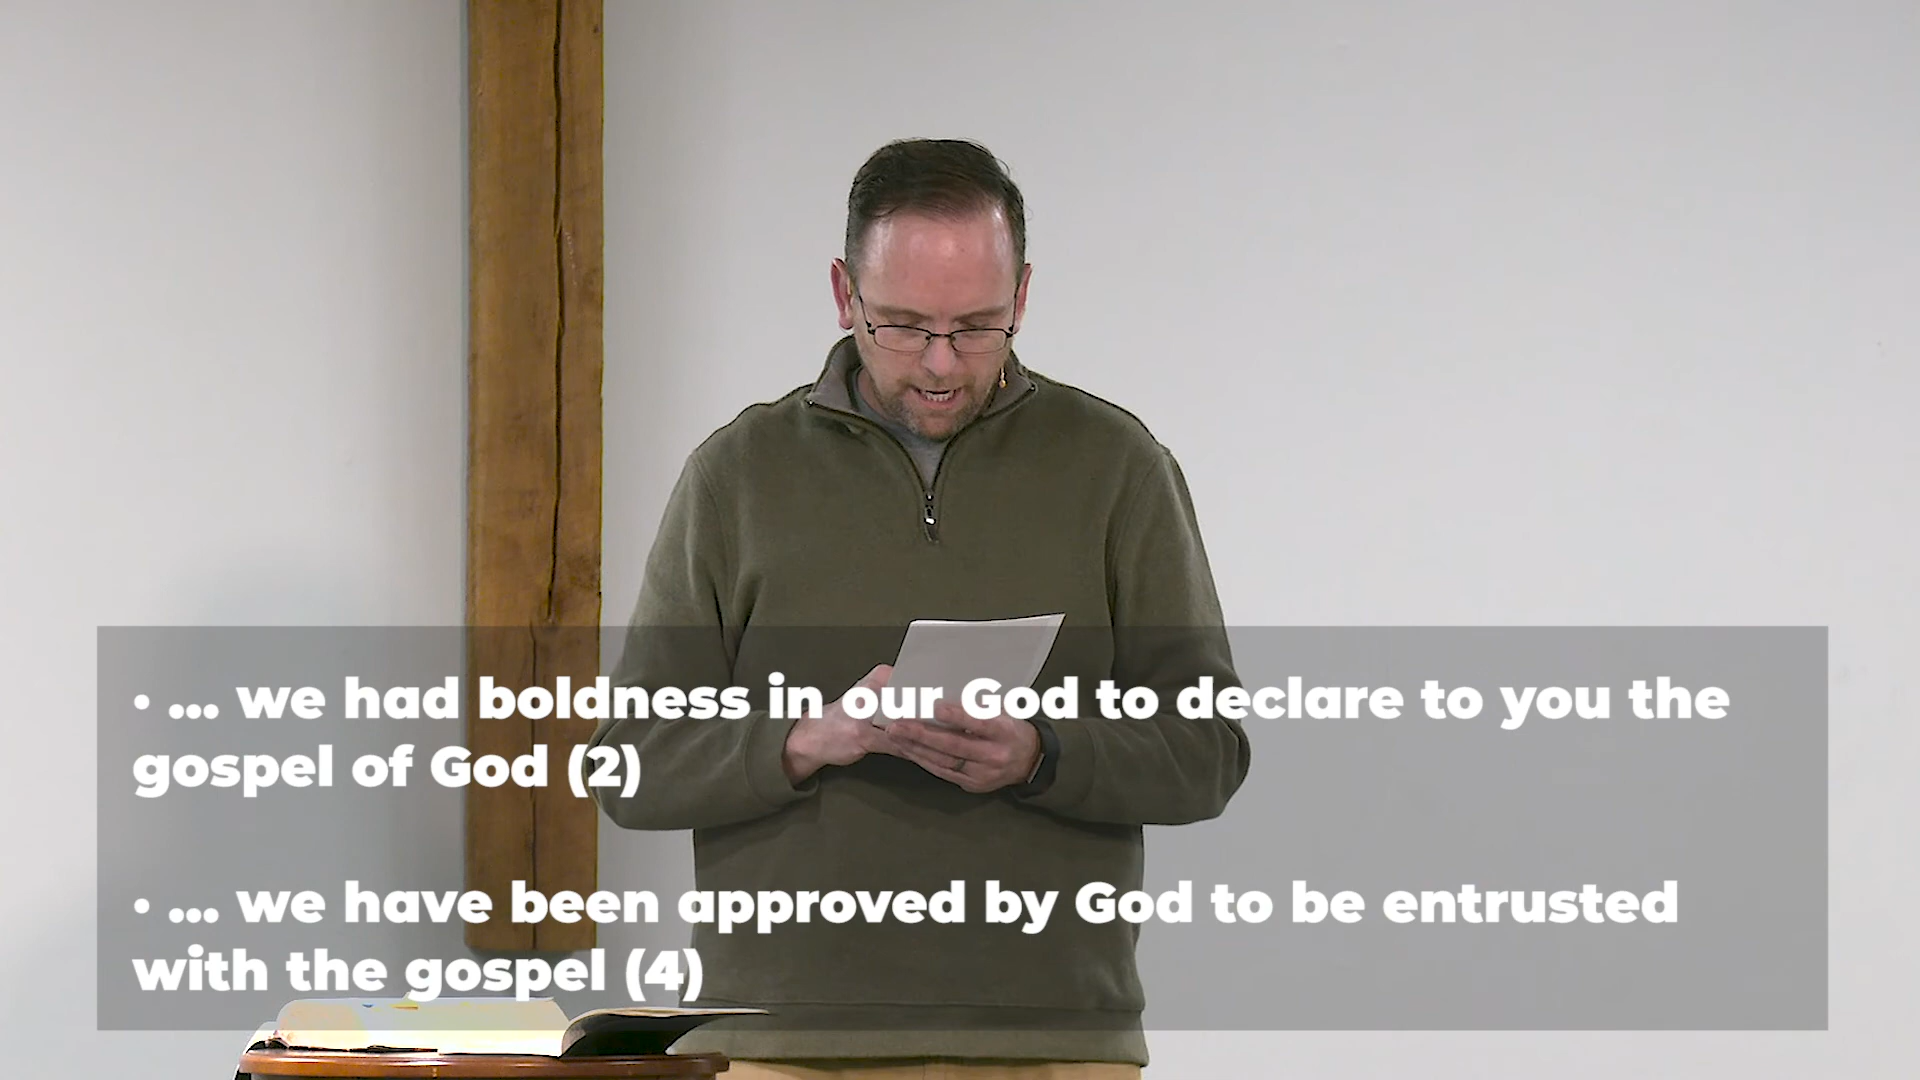 • ... we had boldness in our God to declare to you the
gospel of God (2)
• ... we have been approved by God to be entrusted
with the gospel (4)